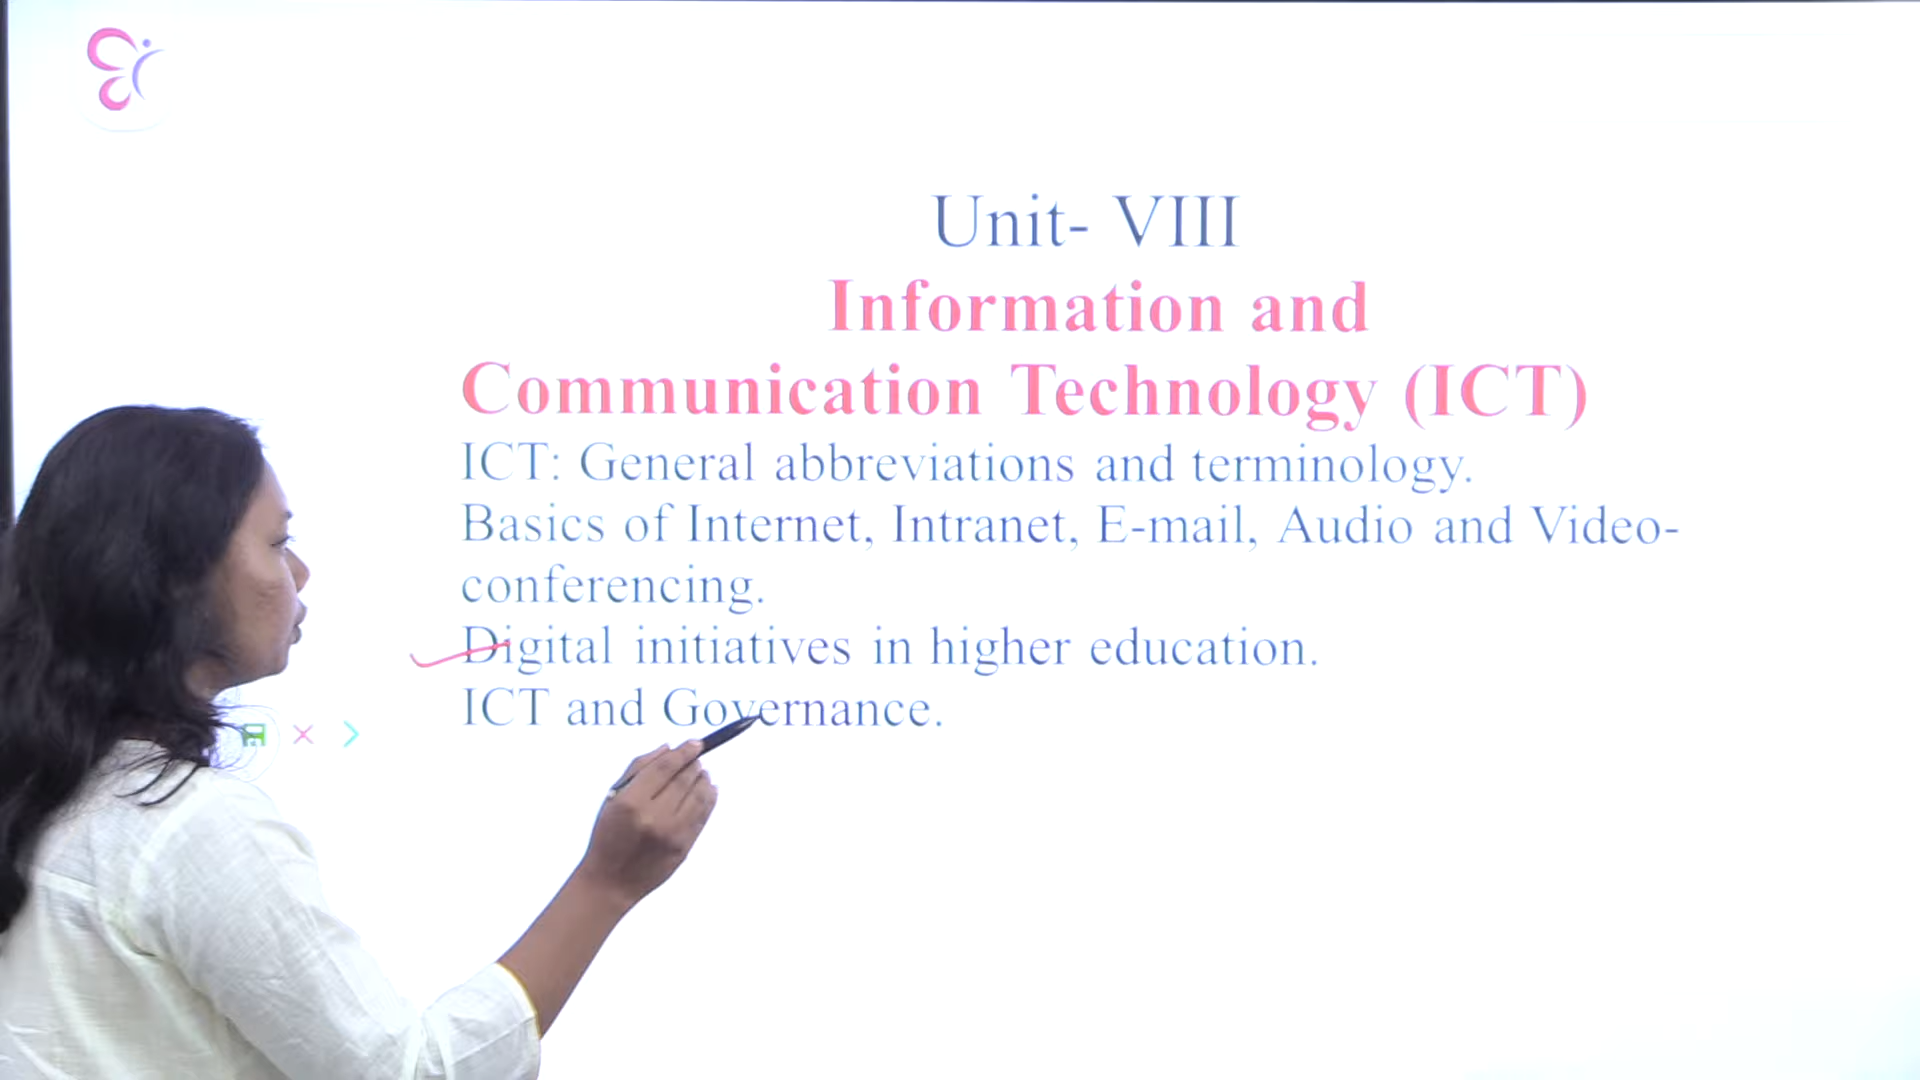 Unit- VIII
Information and
Communication Technology (ICT)
ICT: General abbreviations and terminology.
Basics of Internet, Intranet, E-mail, Audio and Video-
conferencing.
Digital initiatives in higher education.
ICT and Governance.